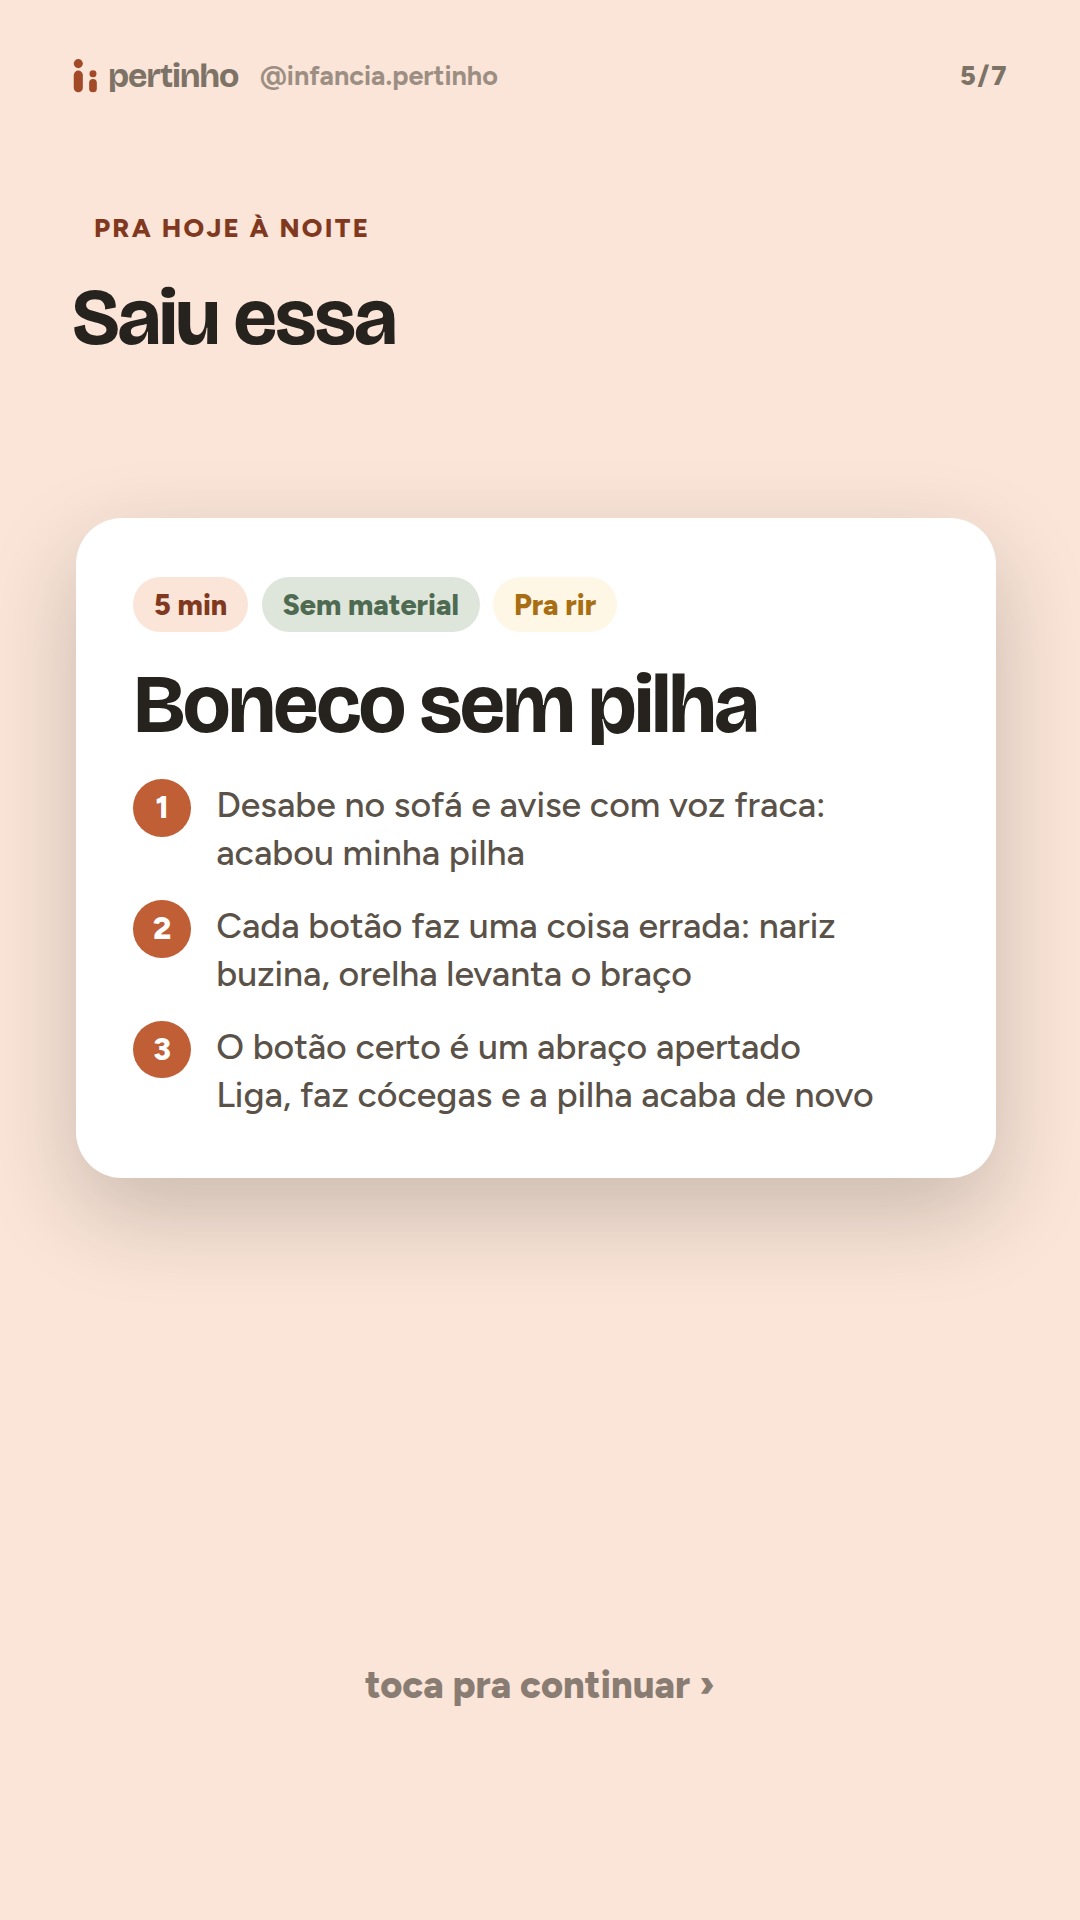 pertinho @infancia.pertinho 5/7
PRA HOJE À NOITE
Saiu essa
5 min Sem material Pra rir
Boneco sem pilha
1 Desabe no sofá e avise com voz fraca:
acabou minha pilha
2 Cada botão faz uma coisa errada: nariz
buzina, orelha levanta o braço
3 O botão certo é um abraço apertado
Liga, faz cócegas e a pilha acaba de novo
toca pra continuar ›